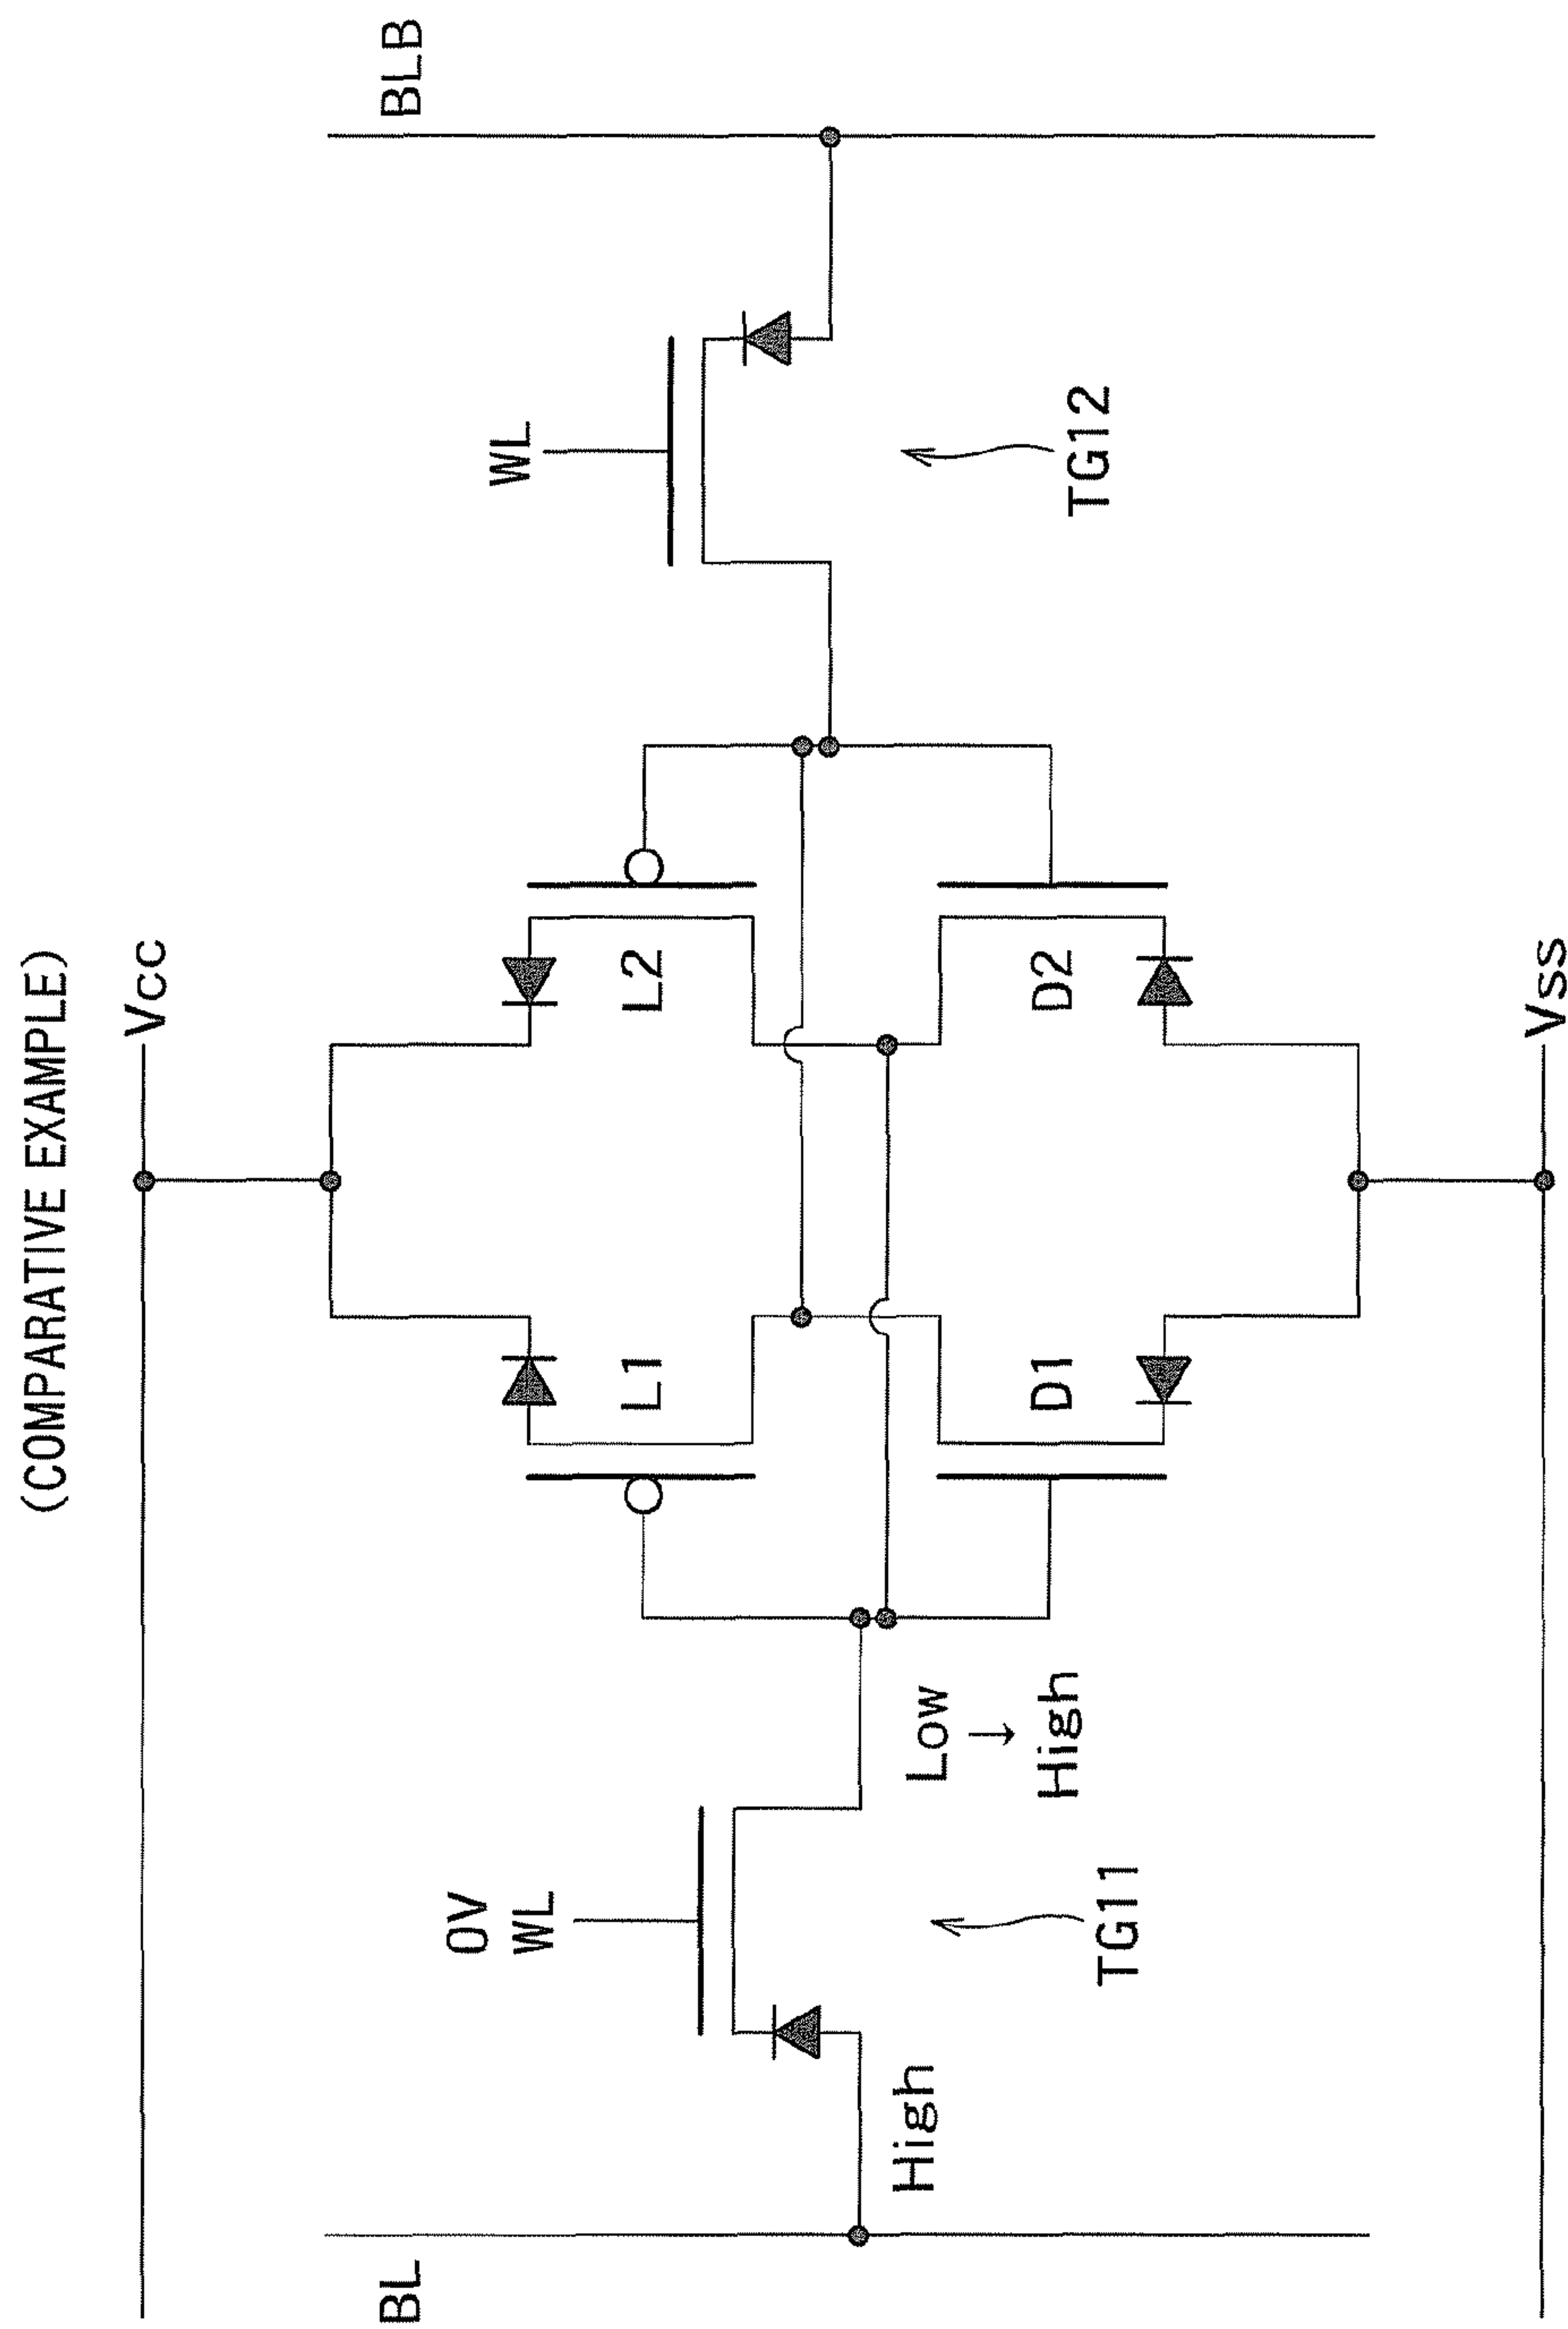 (COMPARATIVE EXAMPLE)
Vcc
BL
BLB
0V
WL
WL
L1
L2
Low
↓
High
High
D1
D2
TG11
TG12
Vss